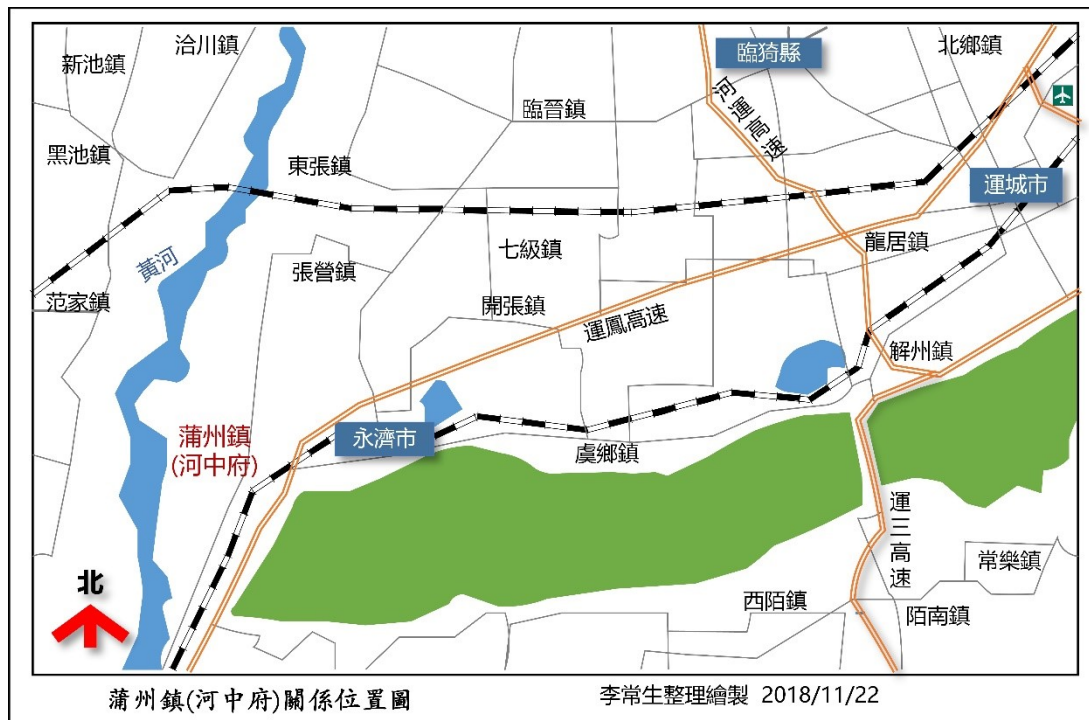 洽川鎮
新池鎮
臨猗縣
北鄉鎮
臨晉鎮
河運高速
黑池鎮
東張鎮
運城市
黃河
張營鎮
七級鎮
龍居鎮
范家鎮
開張鎮
運鳳高速
解州鎮
蒲州鎮
(河中府)
永濟市
虞鄉鎮
運三高速
常樂鎮
北
西陌鎮
陌南鎮
蒲州鎮(河中府)關係位置圖
李常生整理繪製 2018/11/22